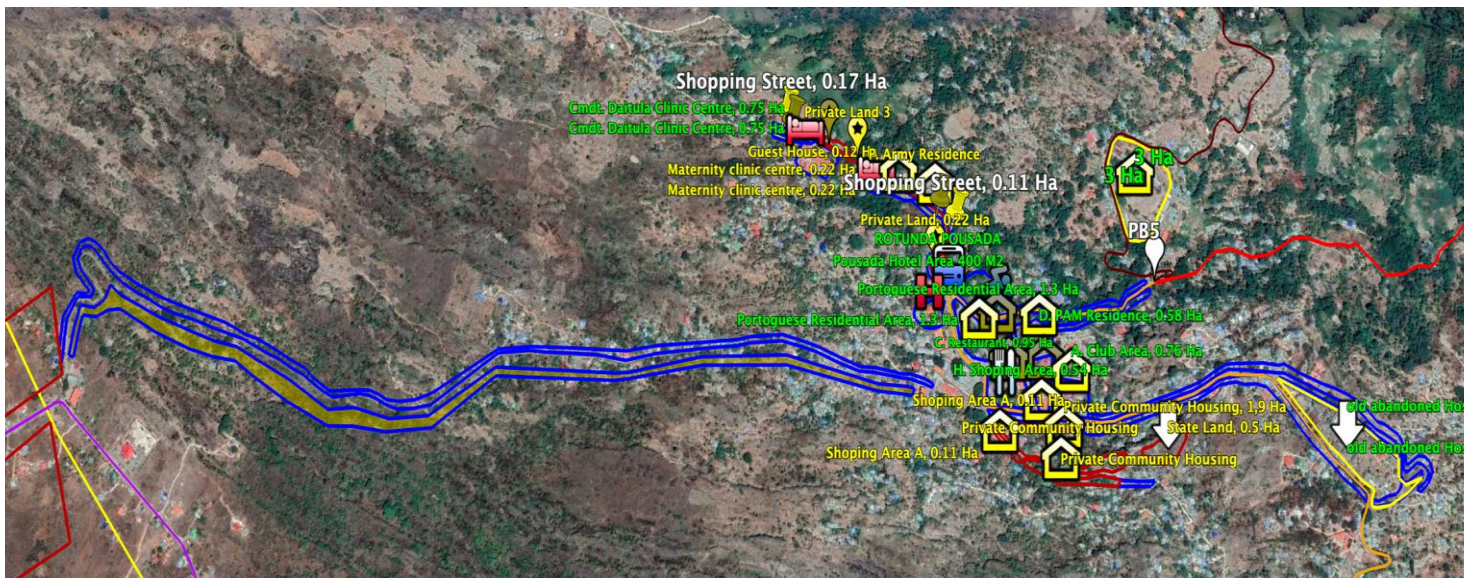 Shopping Street, 0.17 Ha
Cmdt. Daitula Clinic Centre, 0.75 Ha
Private Land 3
Cmdt. Daitula Clinic Centre, 0.75 Ha
Guest House, 0.12 H
P. Army Residence
Maternity clinic centre, 0.22 Ha
Maternity clinic centre, 0.22 Ha
Shopping Street, 0.11 Ha
3 Ha
3 Ha
Private Land, 0.22 Ha
PB5
ROTUNDA POUSADA
Pousada Hotel Area 400 M2
Portoguese Residential Area, 1.3 Ha
Portoguese Residential Area, 1.3 Ha
D. PAM Residence, 0.58 Ha
C. Restaurant, 0.95 Ha
A. Club Area, 0.76 Ha
H. Shoping Area, 0.54 Ha
Shoping Area A, 0.11 Ha
Private Community Housing, 1,9 Ha
old abandoned Hos
Private Community Housing
State Land, 0.5 Ha
Shoping Area A, 0.11 Ha
Private Community Housing
old abandoned Hos